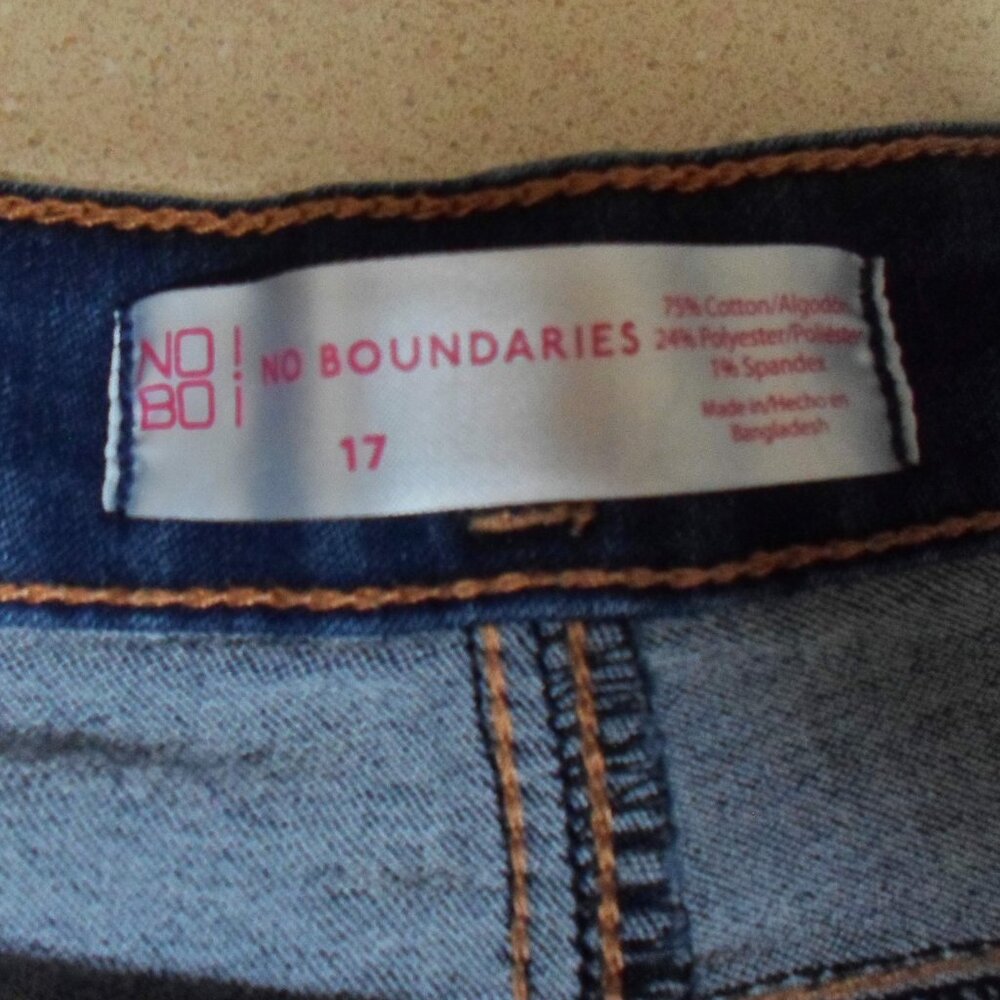 NO!
BO¡
NO BOUNDARIES
17
75% Cotton/Algodón
24% Polyester/Poliéster
1% Spandex
Made in/Hecho en
Bangladesh